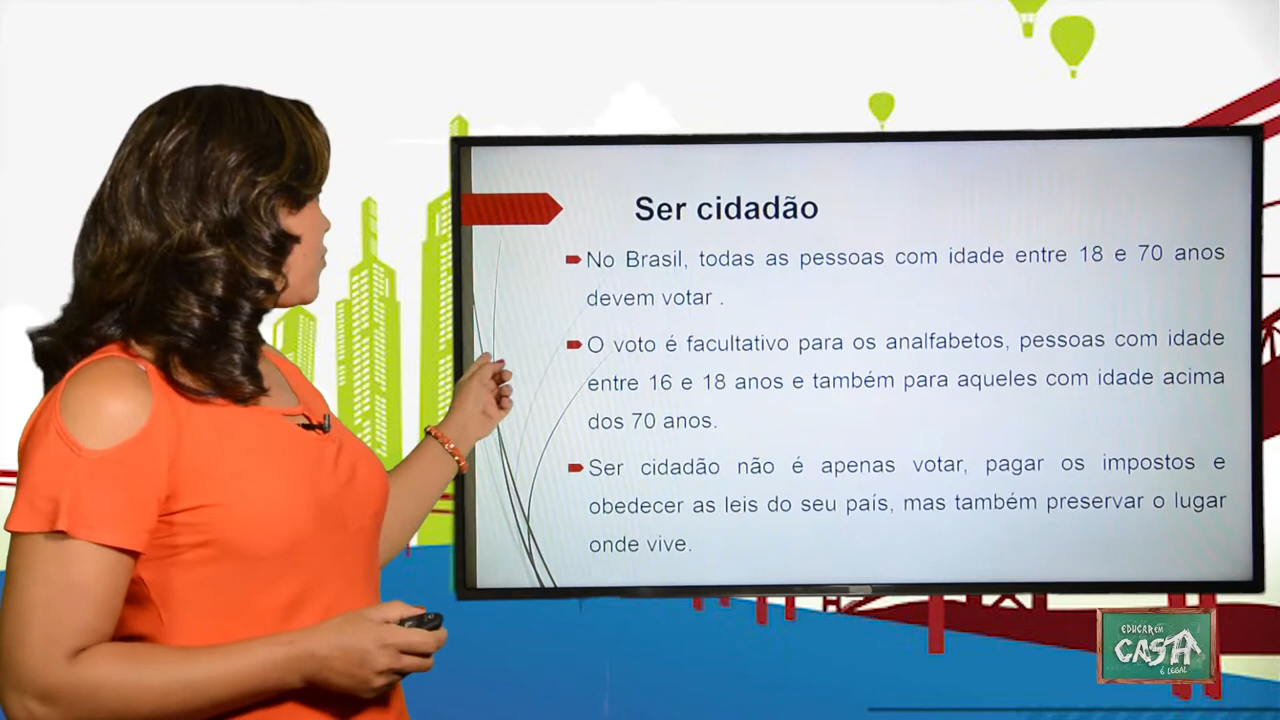 Ser cidadão
No Brasil, todas as pessoas com idade entre 18 e 70 anos
devem votar .
O voto é facultativo para os analfabetos, pessoas com idade
entre 16 e 18 anos e também para aqueles com idade acima
dos 70 anos.
Ser cidadão não é apenas votar, pagar os impostos e
obedecer as leis do seu país, mas também preservar o lugar
onde vive.
EDUCAR EM
CASA
É LEGAL